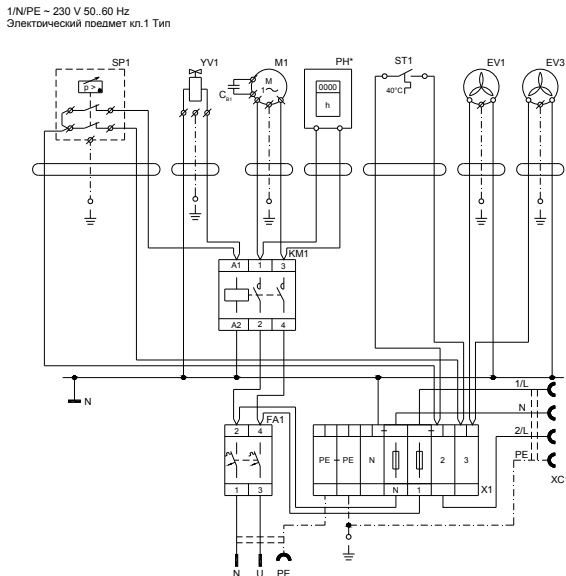 1/N/PE ~ 230 V 50..60 Hz
Электрический предмет кл.1 Тип
SP1 YV1 M1 PH* ST1 EV1 EV3
p >
M
1~
C B1
0000
h
40°C
KM1
A1 1 3
A2 2 4
N
1/L
N
2/L
PE
XC
FA1
2 4
1 3
PE PE N 2 3
N 1
X1
N U PE